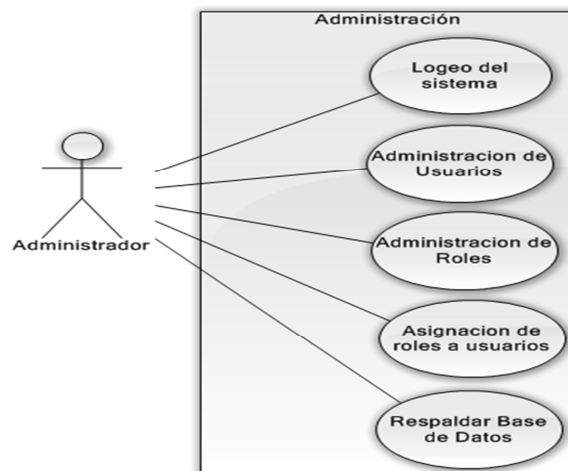 Administración
Logeo del
sistema
Administracion de
Usuarios
Administracion de
Roles
Asignacion de
roles a usuarios
Respaldar Base
de Datos
Administrador